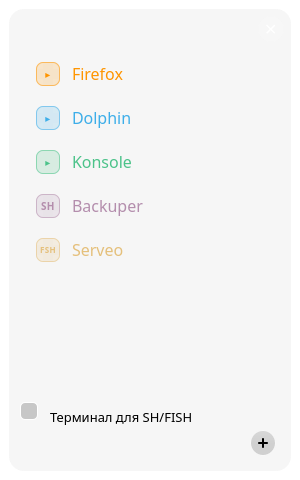 Firefox
Dolphin
Konsole
SH Backuper
FSH Serveo
Терминал для SH/FISH